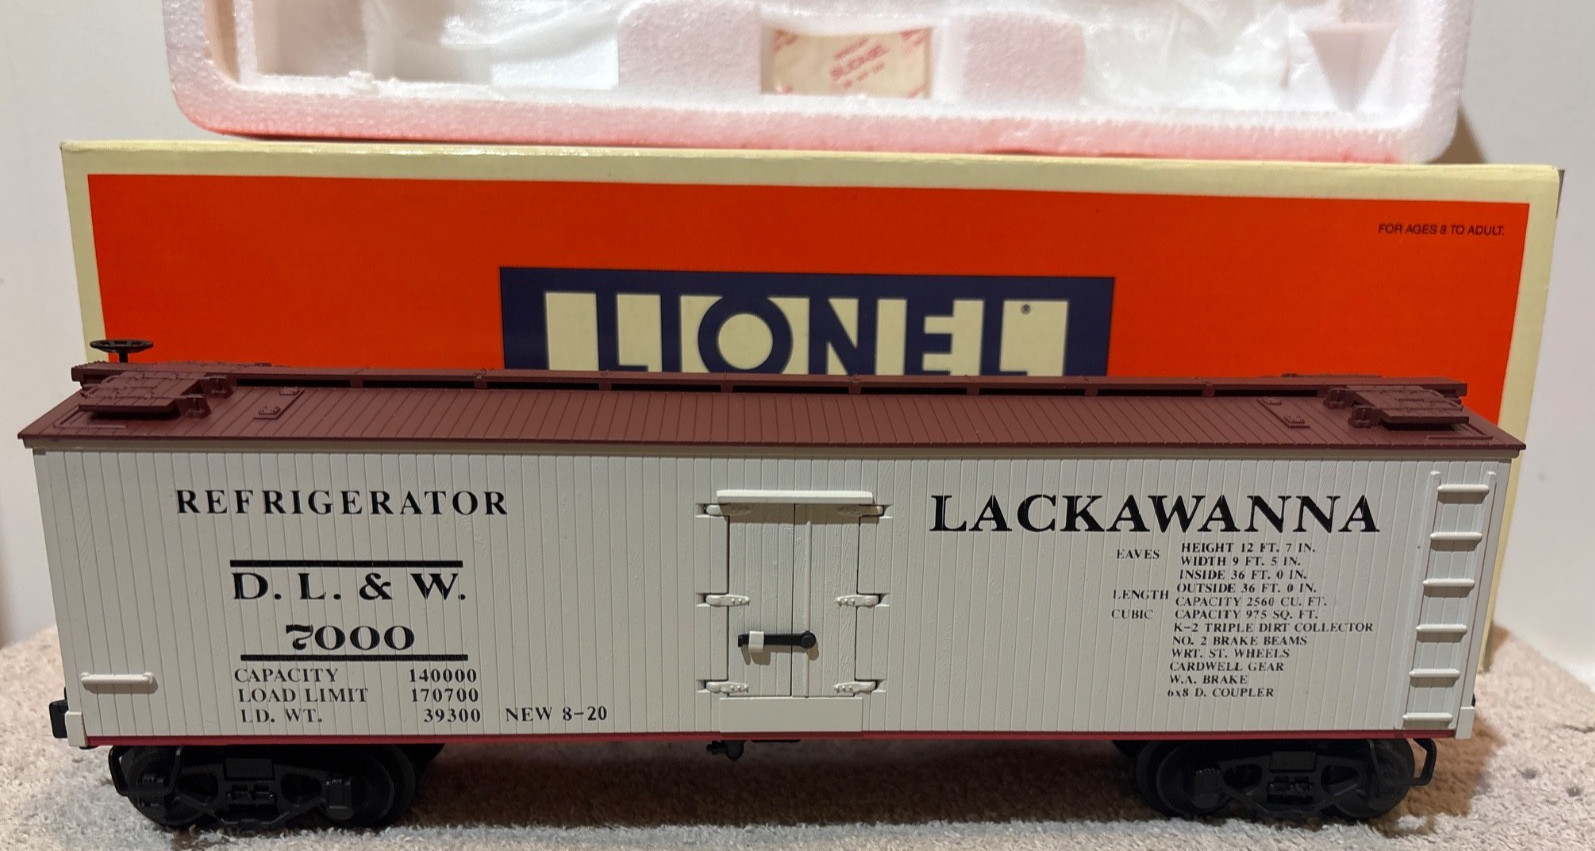 FOR AGES 8 TO ADULT.
LIONEL®
REFRIGERATOR
D. L. & W.
7000
CAPACITY 140000
LOAD LIMIT 170700
LD. WT. 39300 NEW 8-20
LACKAWANNA
EAVES HEIGHT 12 FT. 7 IN.
WIDTH 9 FT. 5 IN.
INSIDE 36 FT. 0 IN.
LENGTH OUTSIDE 36 FT. 0 IN.
CUBIC CAPACITY 2560 CU. FT.
CAPACITY 975 SQ. FT.
K-2 TRIPLE DIRT COLLECTOR
NO. 2 BRAKE BEAMS
WRT. ST. WHEELS
CARDWELL GEAR
W.A. BRAKE
6x8 D. COUPLER